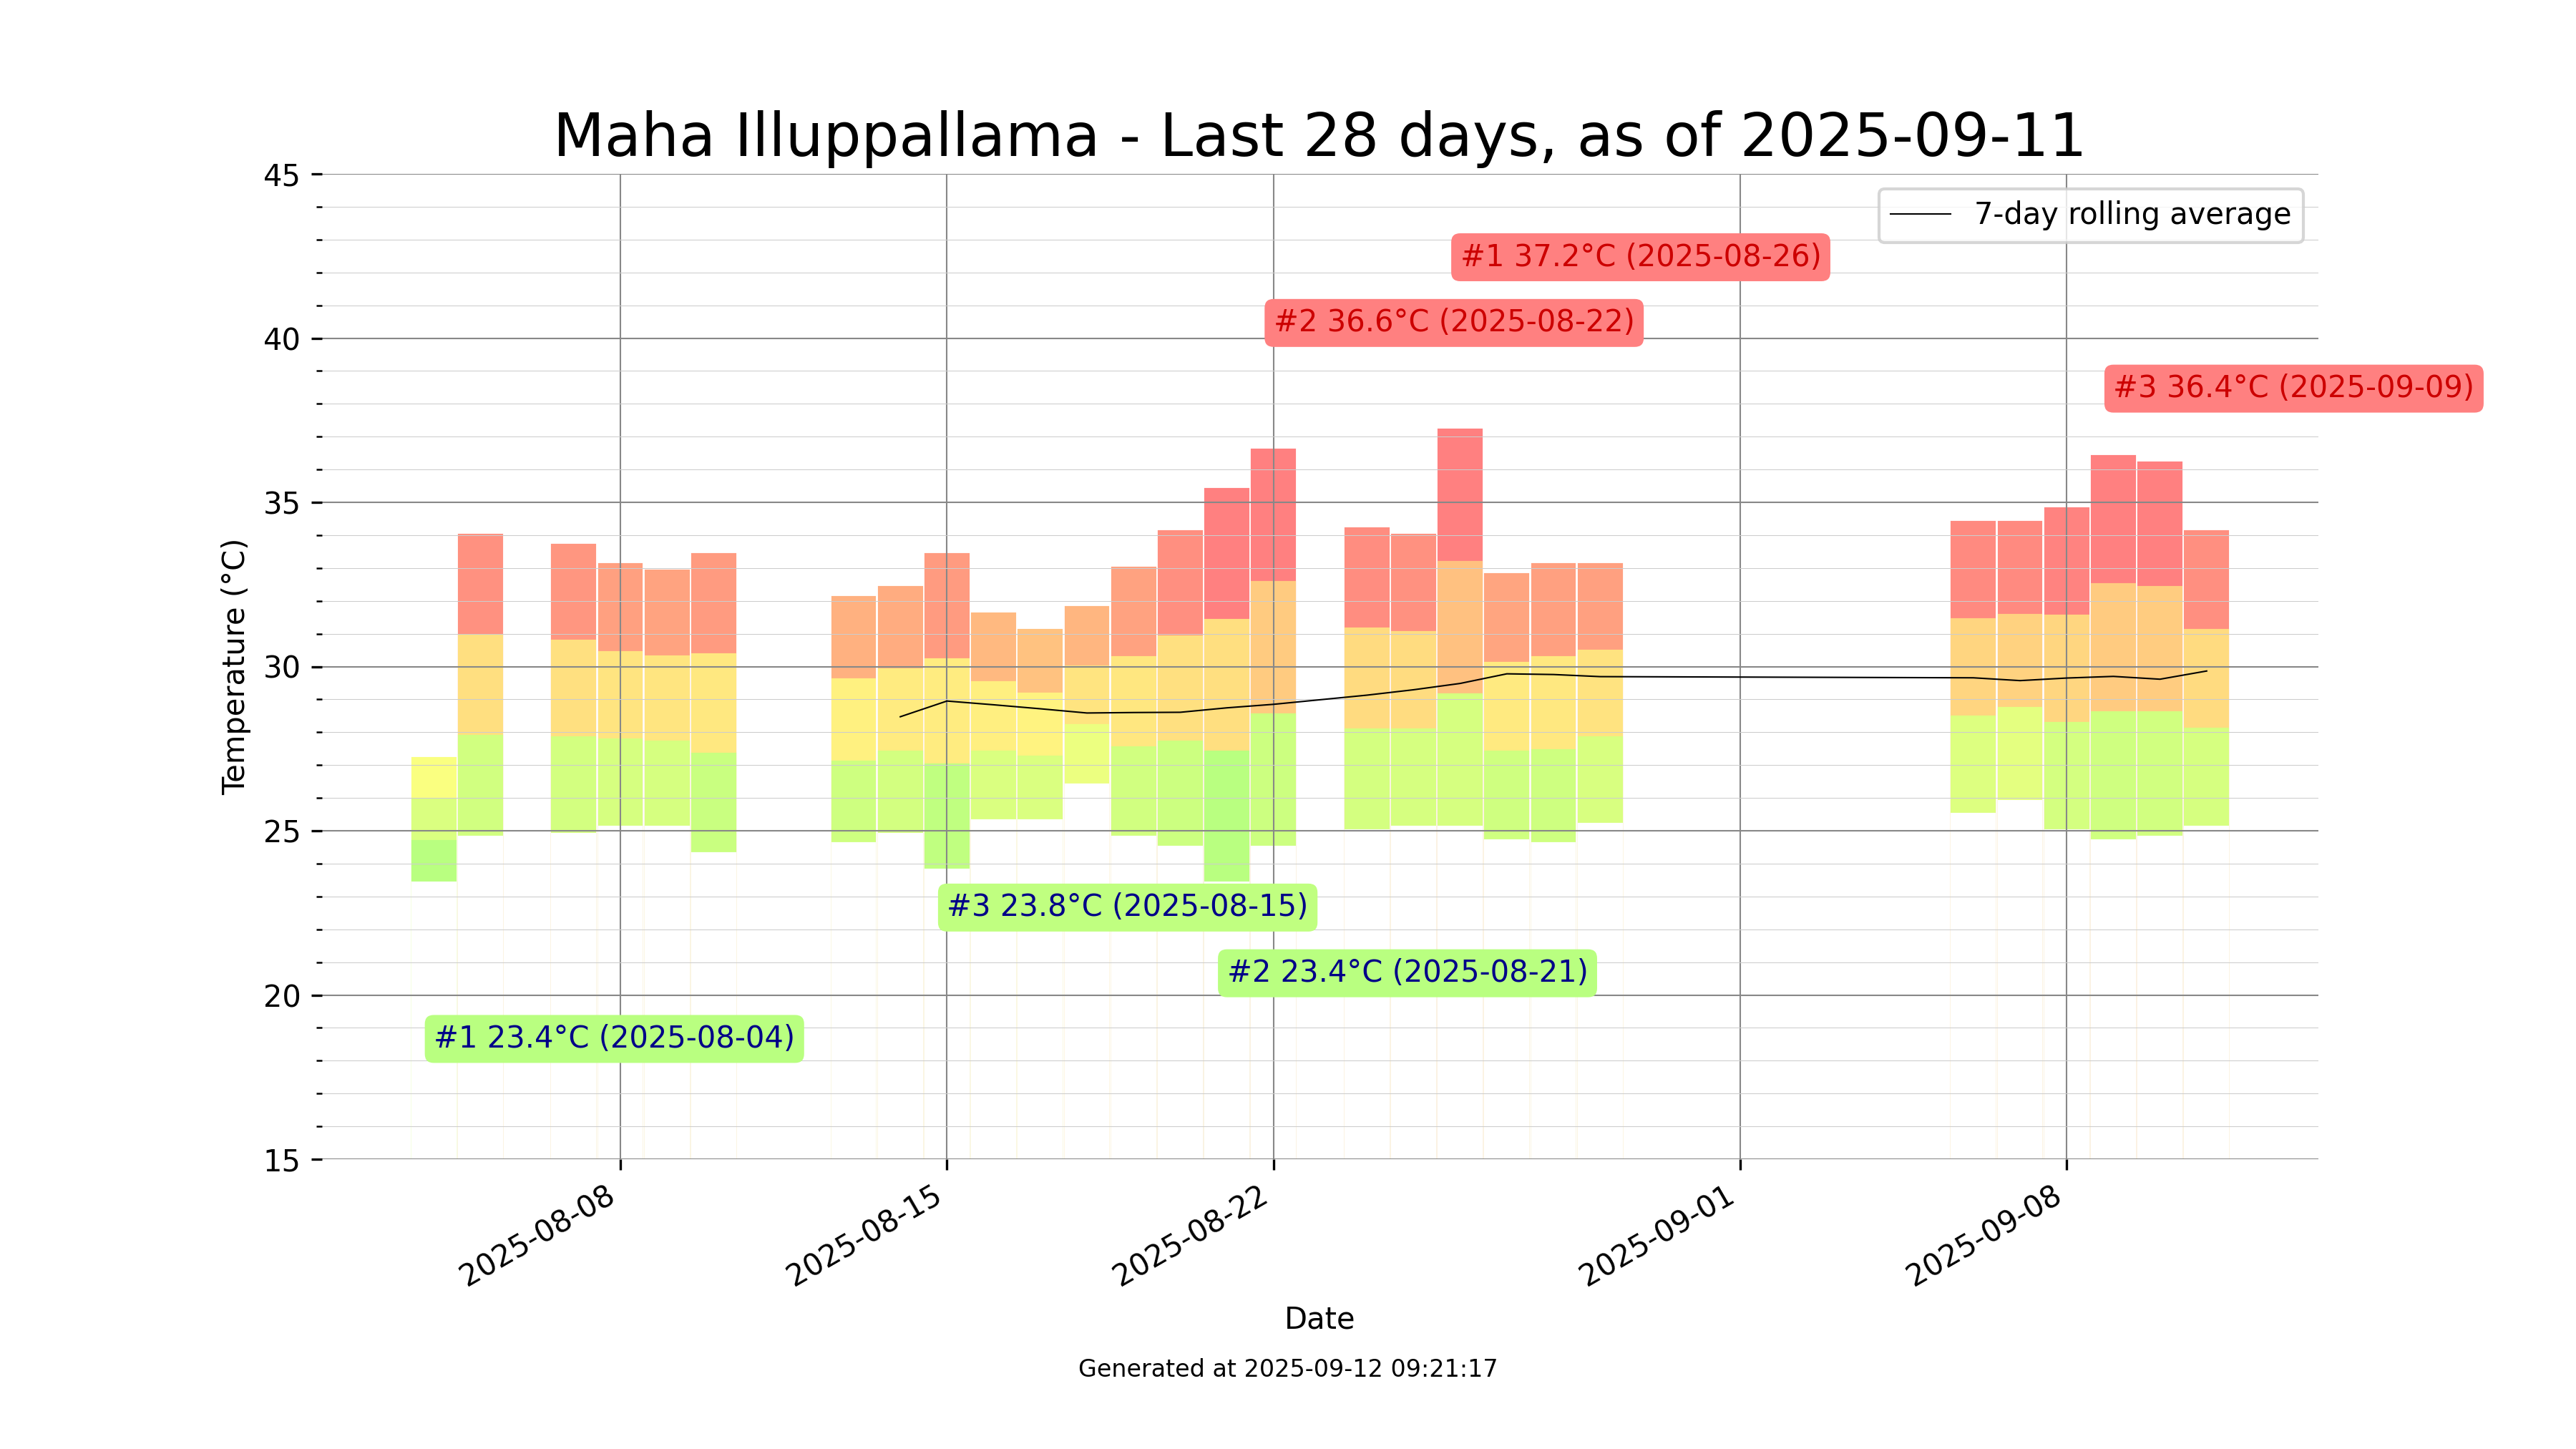 Maha Illuppallama - Last 28 days, as of 2025-09-11
7-day rolling average
#1 37.2°C (2025-08-26)
#2 36.6°C (2025-08-22)
#3 36.4°C (2025-09-09)
#3 23.8°C (2025-08-15)
#2 23.4°C (2025-08-21)
#1 23.4°C (2025-08-04)
Temperature (°C)
45
40
35
30
25
20
15
2025-08-08
2025-08-15
2025-08-22
2025-09-01
2025-09-08
Date
Generated at 2025-09-12 09:21:17